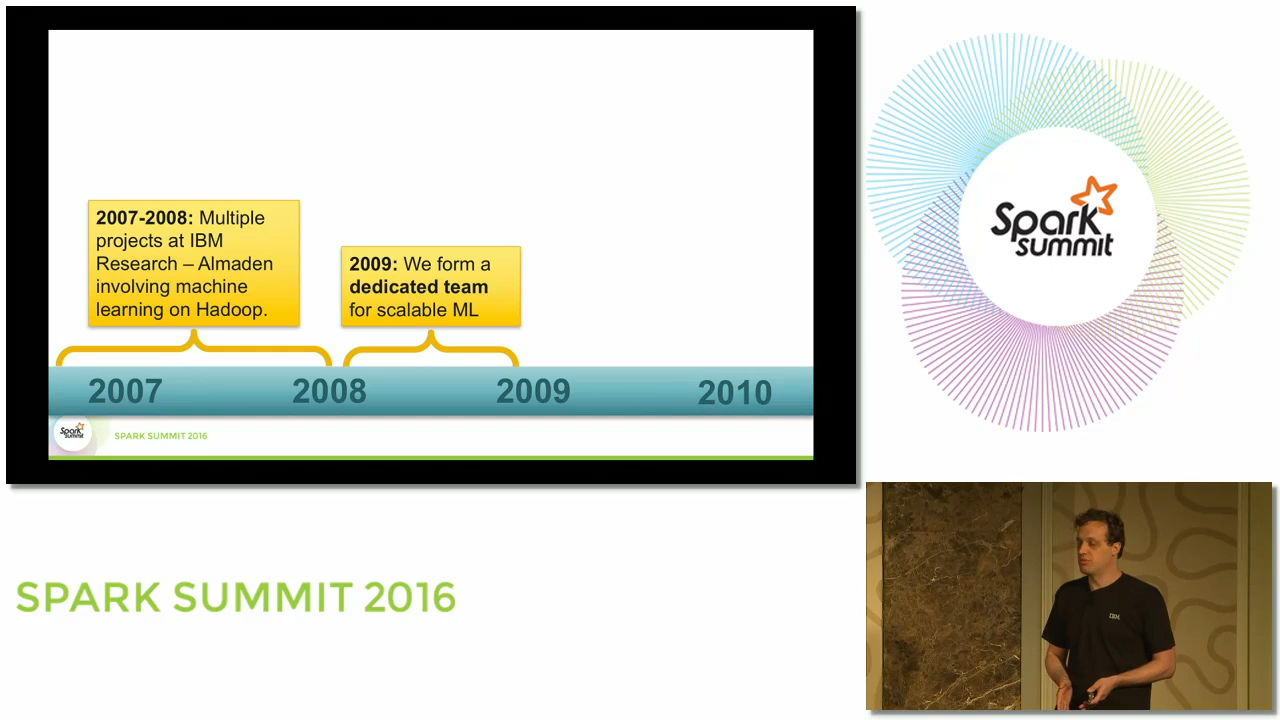 2007-2008: Multiple
projects at IBM
Research – Almaden
involving machine
learning on Hadoop.
2009: We form a
dedicated team
for scalable ML
2007 2008 2009 2010
Spark
Summit
SPARK SUMMIT 2016
Spark
Summit
SPARK SUMMIT 2016
IBM